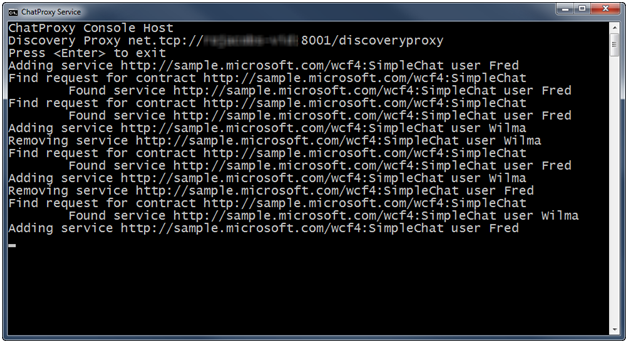 ChatProxy Service
ChatProxy Console Host
Discovery Proxy net.tcp:// :8001/discoveryproxy
Press <Enter> to exit
Adding service http://sample.microsoft.com/wcf4:SimpleChat user Fred
Find request for contract http://sample.microsoft.com/wcf4:SimpleChat
Found service http://sample.microsoft.com/wcf4:SimpleChat user Fred
Find request for contract http://sample.microsoft.com/wcf4:SimpleChat
Found service http://sample.microsoft.com/wcf4:SimpleChat user Fred
Adding service http://sample.microsoft.com/wcf4:SimpleChat user Wilma
Removing service http://sample.microsoft.com/wcf4:SimpleChat user Wilma
Find request for contract http://sample.microsoft.com/wcf4:SimpleChat
Found service http://sample.microsoft.com/wcf4:SimpleChat user Fred
Adding service http://sample.microsoft.com/wcf4:SimpleChat user Wilma
Removing service http://sample.microsoft.com/wcf4:SimpleChat user Fred
Find request for contract http://sample.microsoft.com/wcf4:SimpleChat
Found service http://sample.microsoft.com/wcf4:SimpleChat user Wilma
Adding service http://sample.microsoft.com/wcf4:SimpleChat user Fred